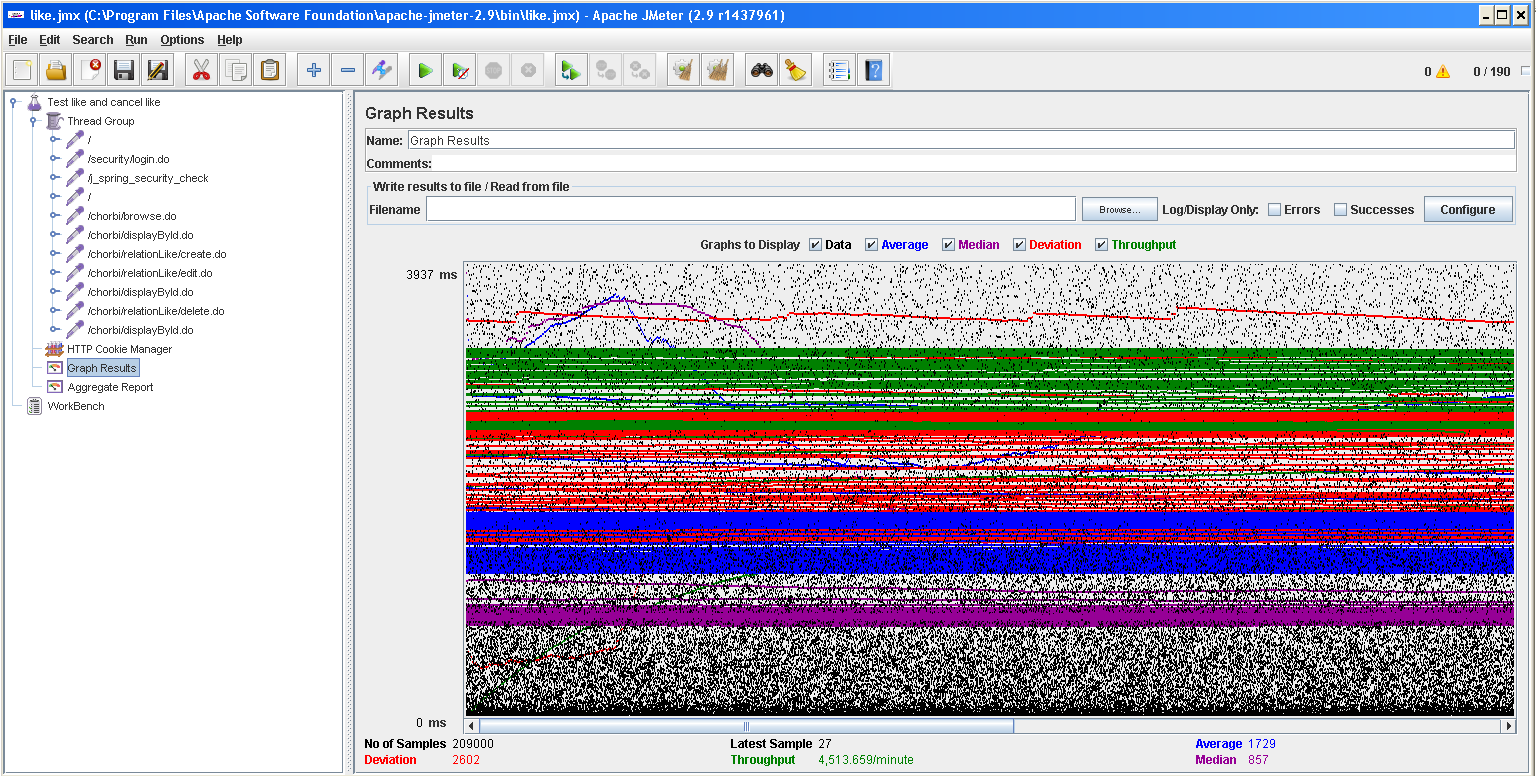 like.jmx (C:\Program Files\Apache Software Foundation\apache-jmeter-2.9\bin\like.jmx) - Apache JMeter (2.9 r1437961)
File Edit Search Run Options Help
0 0 / 190
Test like and cancel like
Thread Group
/
/security/login.do
/j_spring_security_check
/
/chorbi/browse.do
/chorbi/displayById.do
/chorbi/relationLike/create.do
/chorbi/relationLike/edit.do
/chorbi/displayById.do
/chorbi/relationLike/delete.do
/chorbi/displayById.do
HTTP Cookie Manager
Graph Results
Aggregate Report
WorkBench
Graph Results
Name: Graph Results
Comments:
Write results to file / Read from file
Filename Browse... Log/Display Only: Errors Successes Configure
Graphs to Display Data Average Median Deviation Throughput
3937 ms
0 ms
No of Samples 209000 Latest Sample 27 Average 1729
Deviation 2602 Throughput 4,513.659/minute Median 857